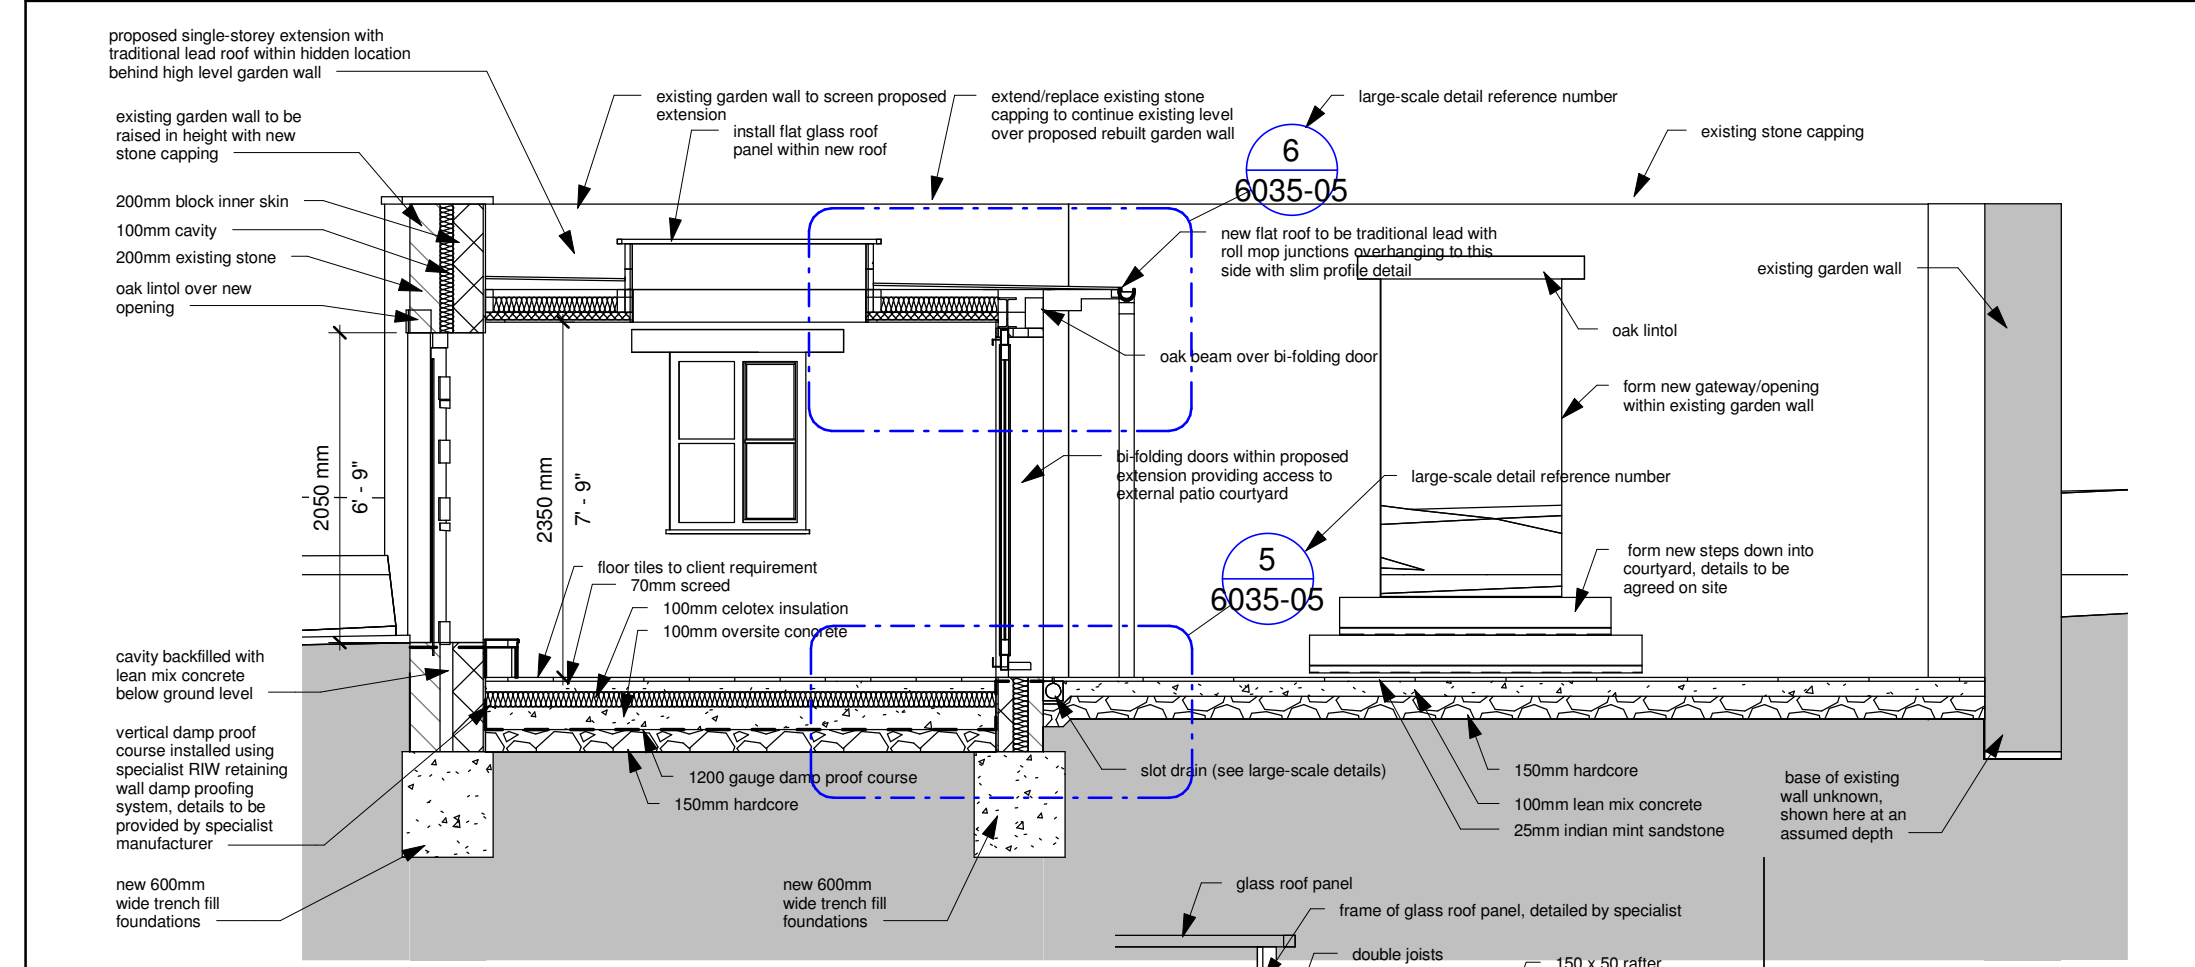 proposed single-storey extension with
traditional lead roof within hidden location
behind high level garden wall
existing garden wall to be
raised in height with new
stone capping
200mm block inner skin
100mm cavity
200mm existing stone
oak lintol over new
opening
existing garden wall to screen proposed
extension
install flat glass roof
panel within new roof
extend/replace existing stone
capping to continue existing level
over proposed rebuilt garden wall
large-scale detail reference number
6
6035-05
existing stone capping
new flat roof to be traditional lead with
roll mop junctions overhanging to this
side with slim profile detail
existing garden wall
oak lintol
oak beam over bi-folding door
form new gateway/opening
within existing garden wall
2050 mm
6' - 9"
2350 mm
7' - 9"
bi-folding doors within proposed
extension providing access to
external patio courtyard
large-scale detail reference number
5
6035-05
form new steps down into
courtyard, details to be
agreed on site
floor tiles to client requirement
70mm screed
100mm celotex insulation
100mm oversite concrete
cavity backfilled with
lean mix concrete
below ground level
vertical damp proof
course installed using
specialist RIW retaining
wall damp proofing
system, details to be
provided by specialist
manufacturer
new 600mm
wide trench fill
foundations
1200 gauge damp proof course
150mm hardcore
new 600mm
wide trench fill
foundations
slot drain (see large-scale details)
150mm hardcore
100mm lean mix concrete
25mm indian mint sandstone
base of existing
wall unknown,
shown here at an
assumed depth
glass roof panel
frame of glass roof panel, detailed by specialist
double joists
150 x 50 rafter